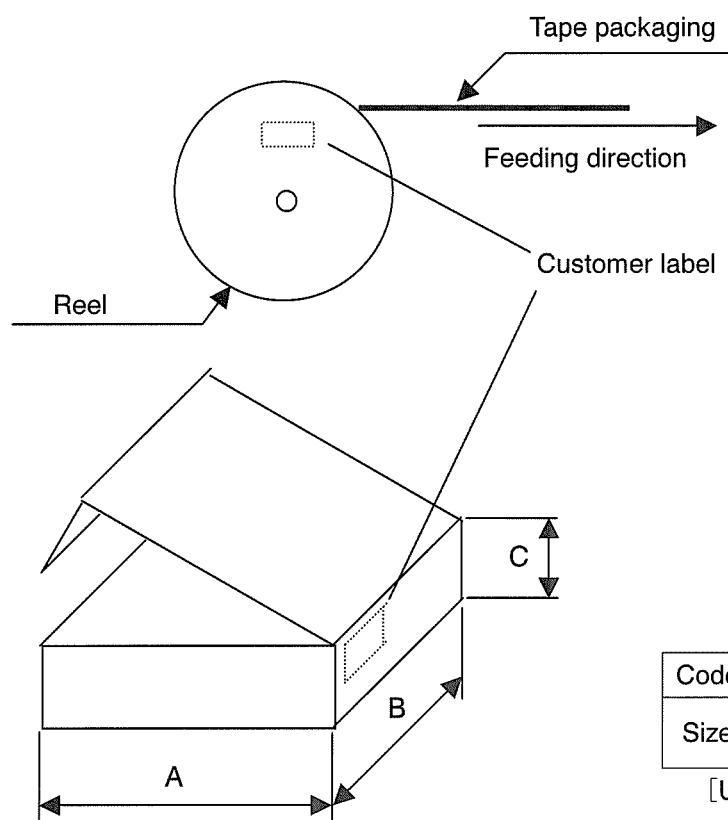 Tape packaging
Feeding direction
Customer label
Reel
C
B
A
Code
Size
[U